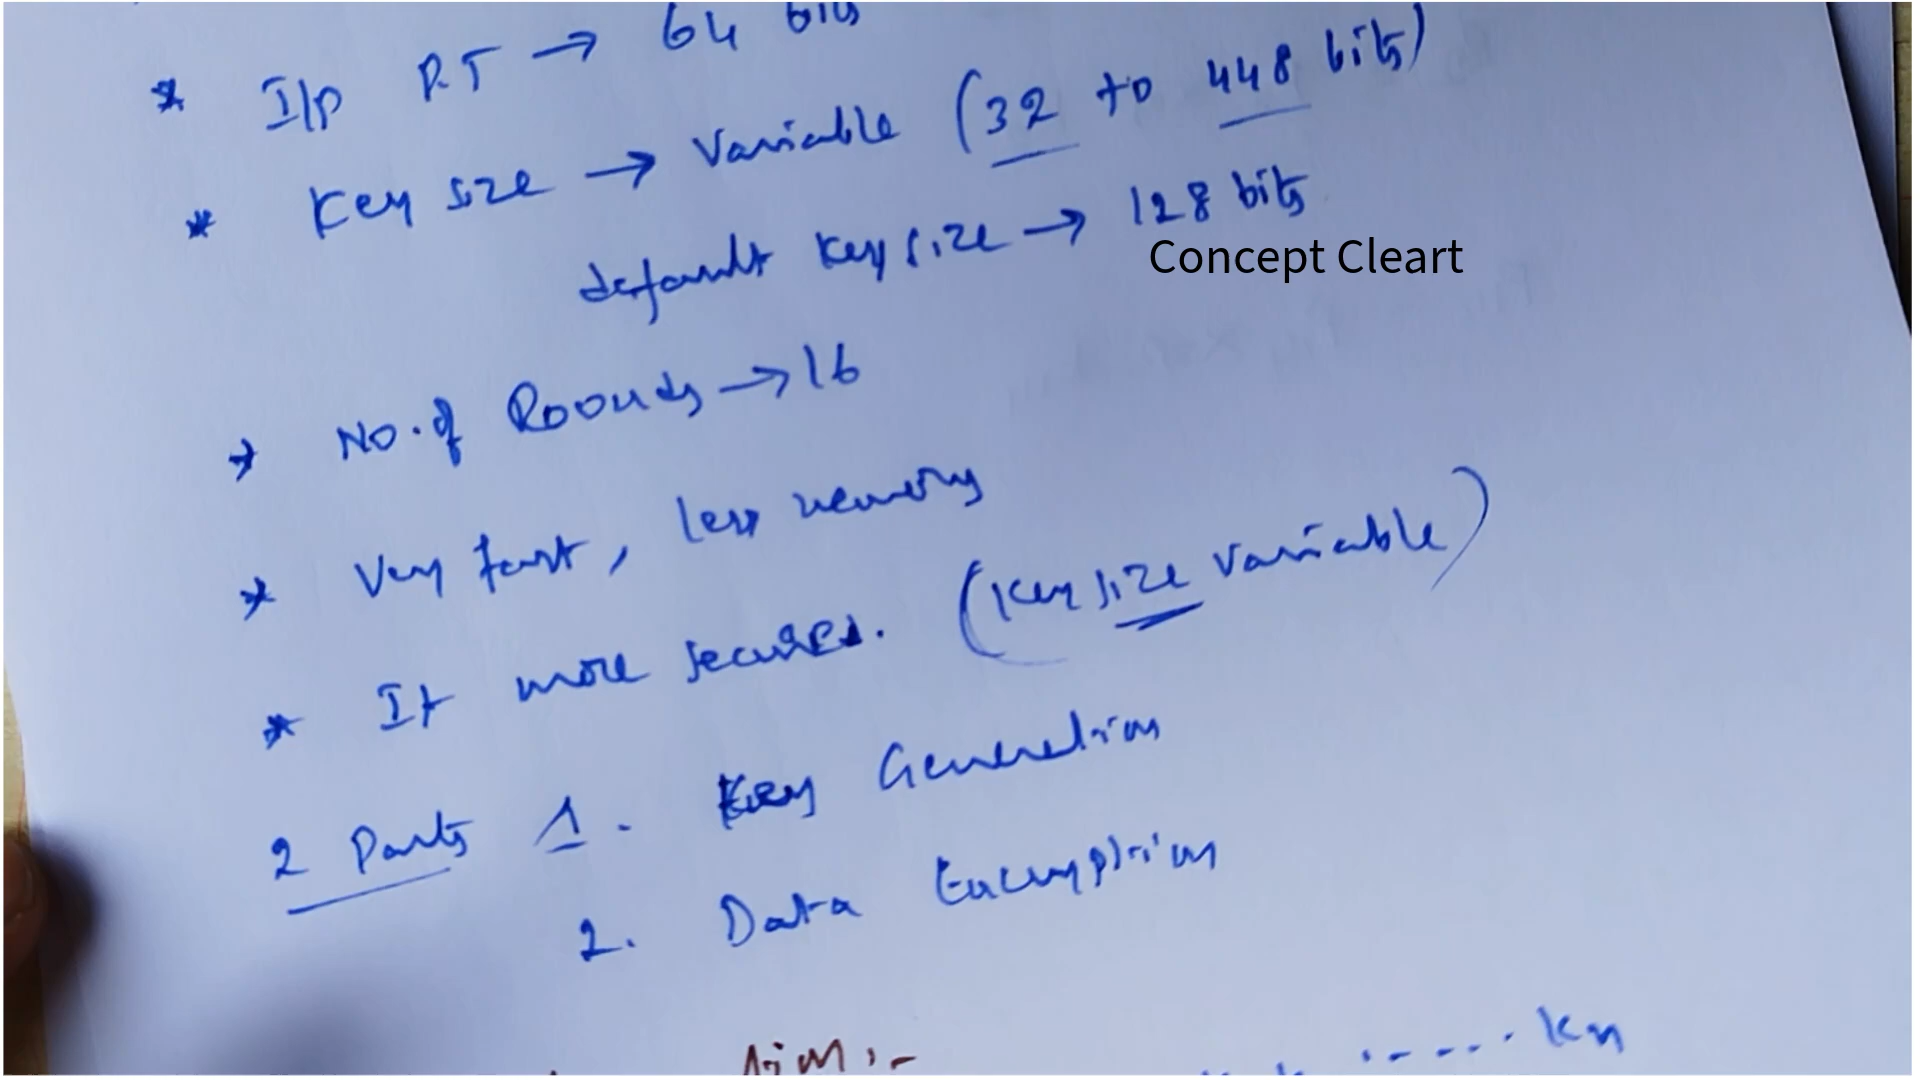 * I/p P.T → 64 bits
* Key size → Variable (32 to 448 bits)
default key size → 128 bits
Concept Cleart
* No. of Rounds → 16
* Very fast, less memory
* It more secured. (Key size variable)
2 Parts 1. Key Generation
2. Data Encryption
tion :-
..... kn